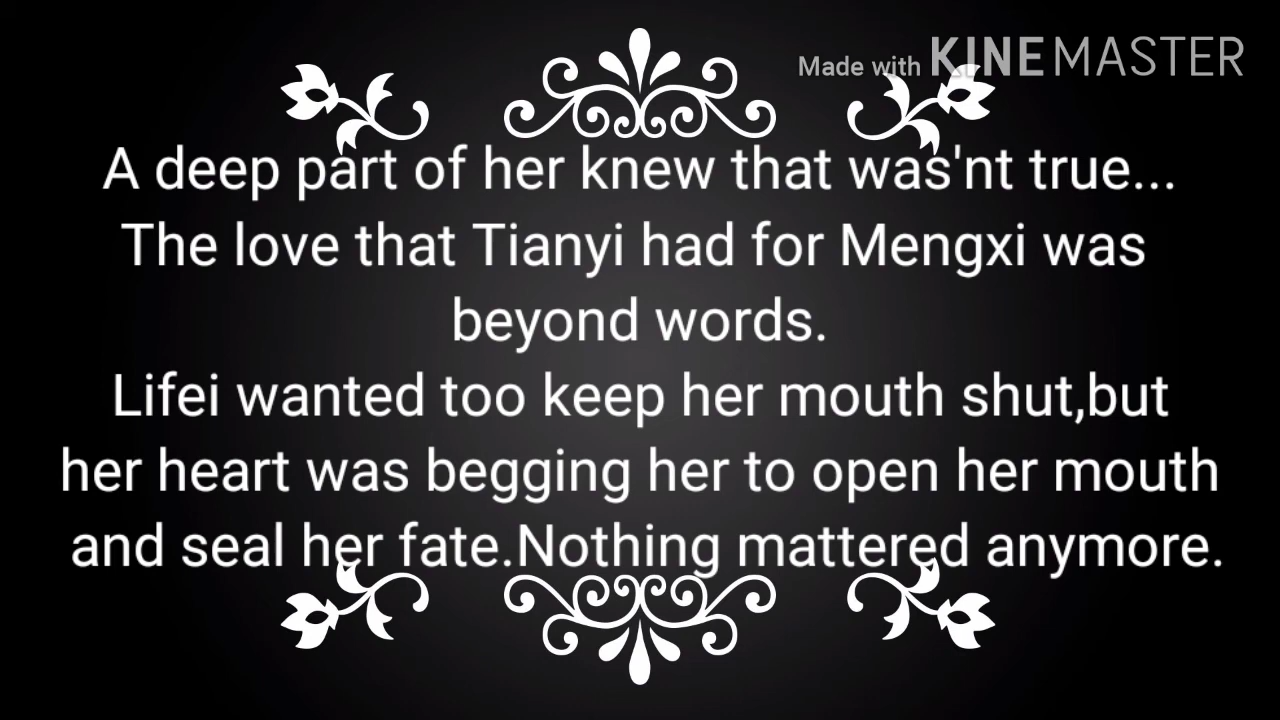 Made with KINEMASTER
A deep part of her knew that was'nt true...
The love that Tianyi had for Mengxi was
beyond words.
Lifei wanted too keep her mouth shut,but
her heart was begging her to open her mouth
and seal her fate.Nothing mattered anymore.